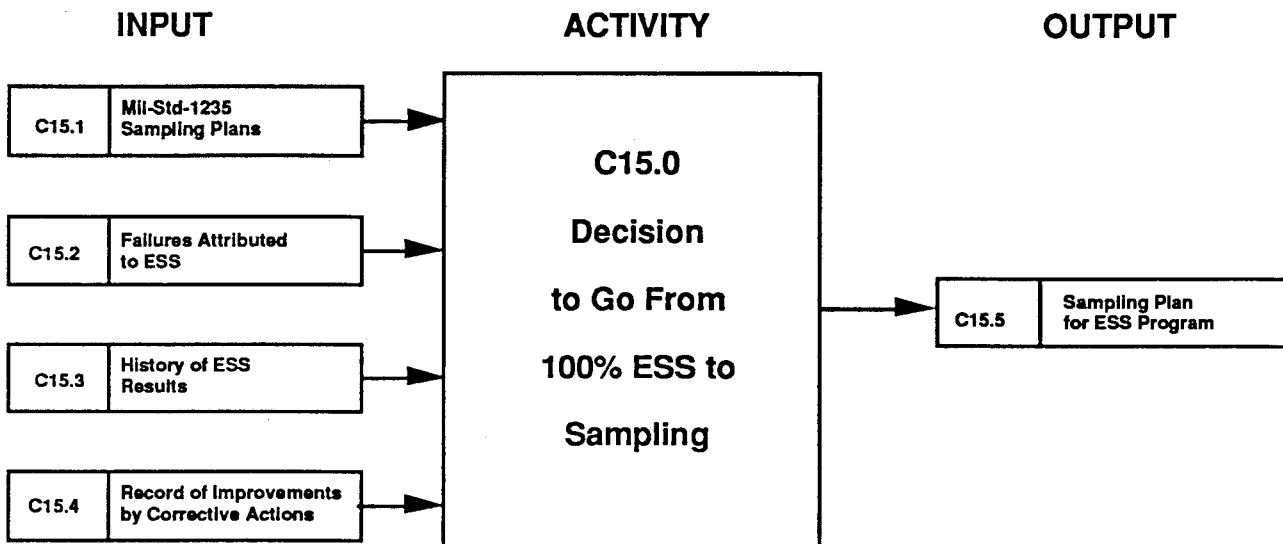 INPUT
ACTIVITY
OUTPUT
C15.1
Mil-Std-1235
Sampling Plans
C15.2
Failures Attributed
to ESS
C15.3
History of ESS
Results
C15.4
Record of Improvements
by Corrective Actions
C15.0
Decision
to Go From
100% ESS to
Sampling
C15.5
Sampling Plan
for ESS Program